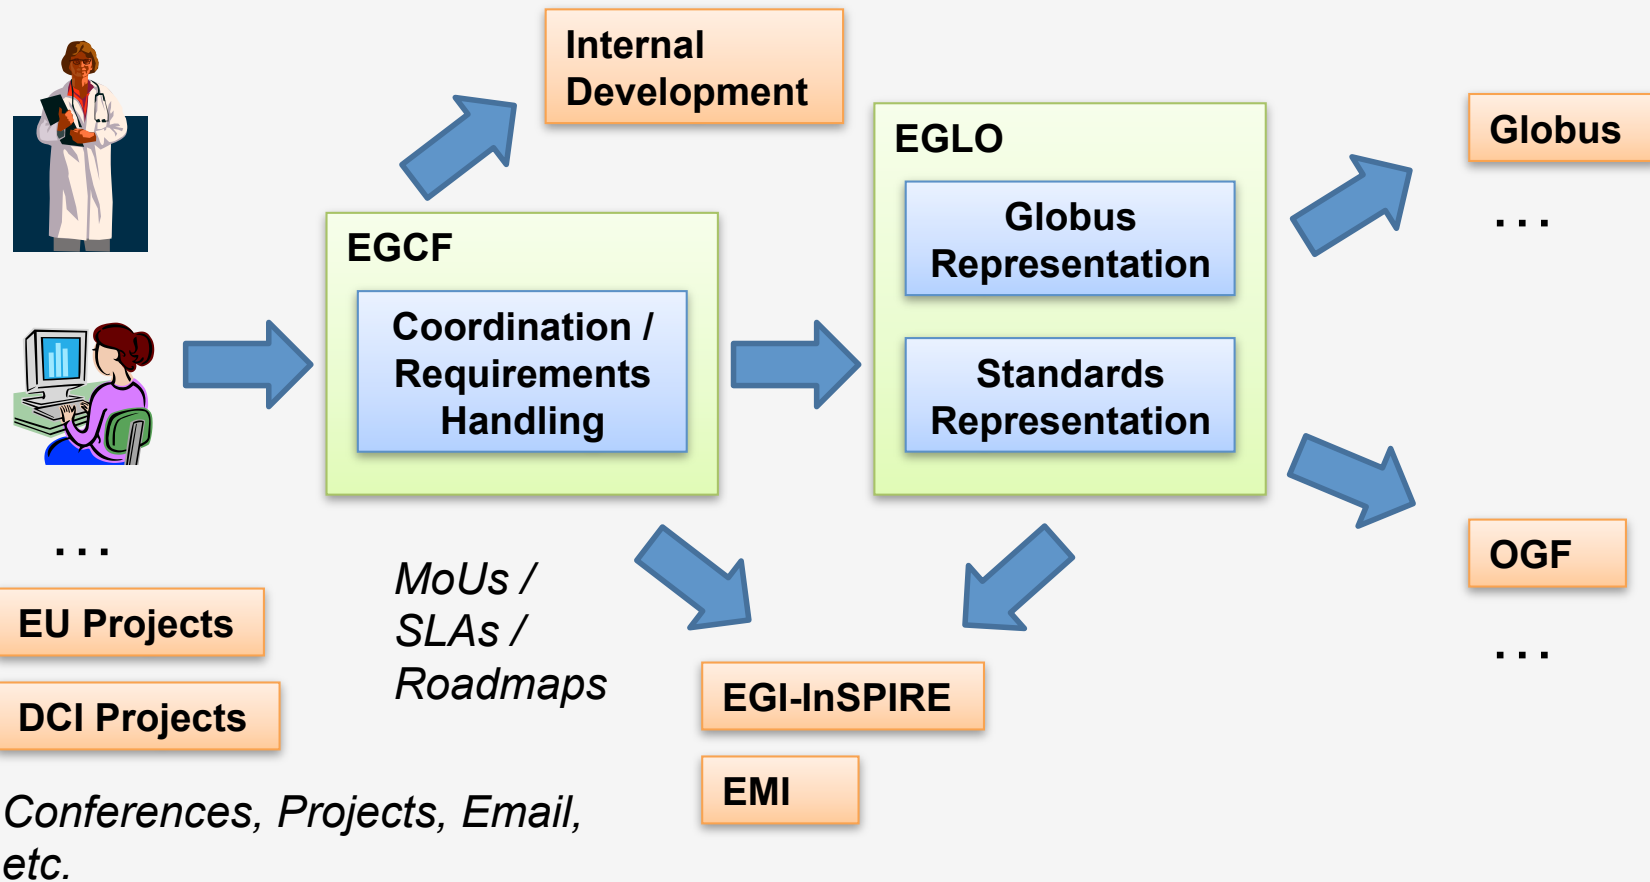 Internal
Development
EGCF
Coordination /
Requirements
Handling
EGLO
Globus
Representation
Standards
Representation
Globus
...
OGF
...
...
EU Projects
DCI Projects
MoUs /
SLAs /
Roadmaps
EGI-InSPIRE
EMI
Conferences, Projects, Email,
etc.